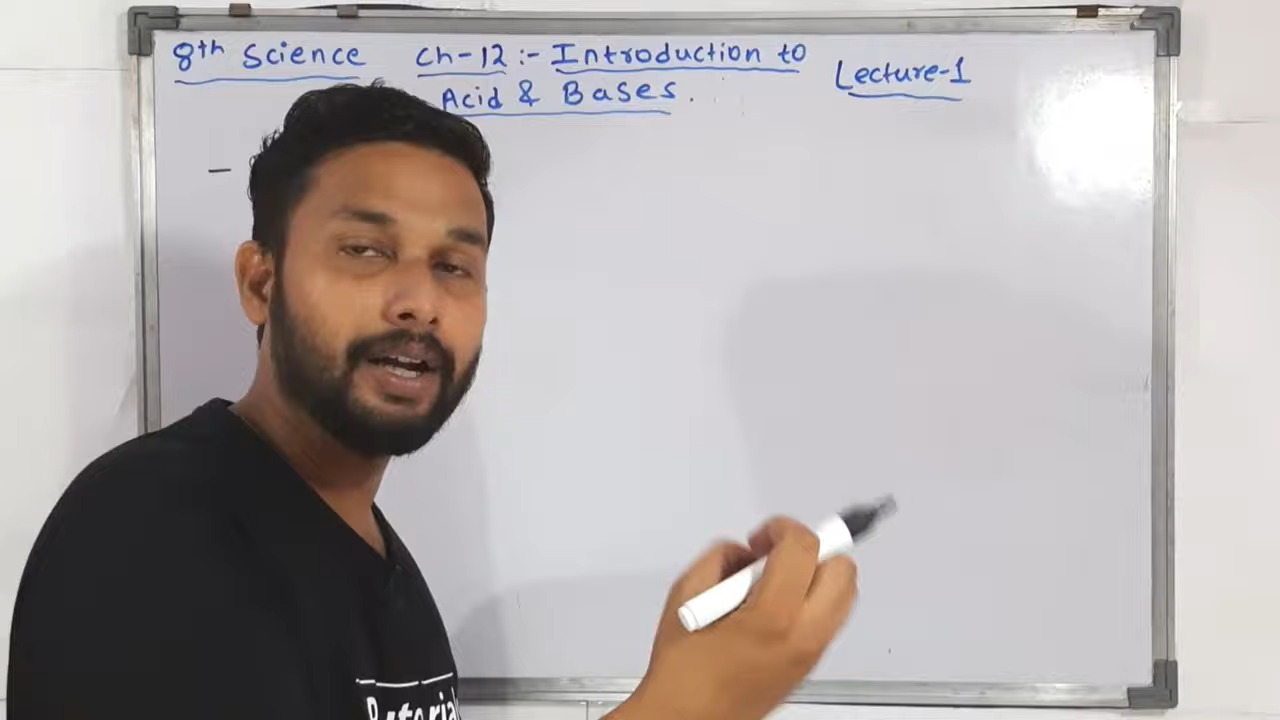 8th Science Ch-12 :- Introduction to
Acid & Bases.
Lecture-1